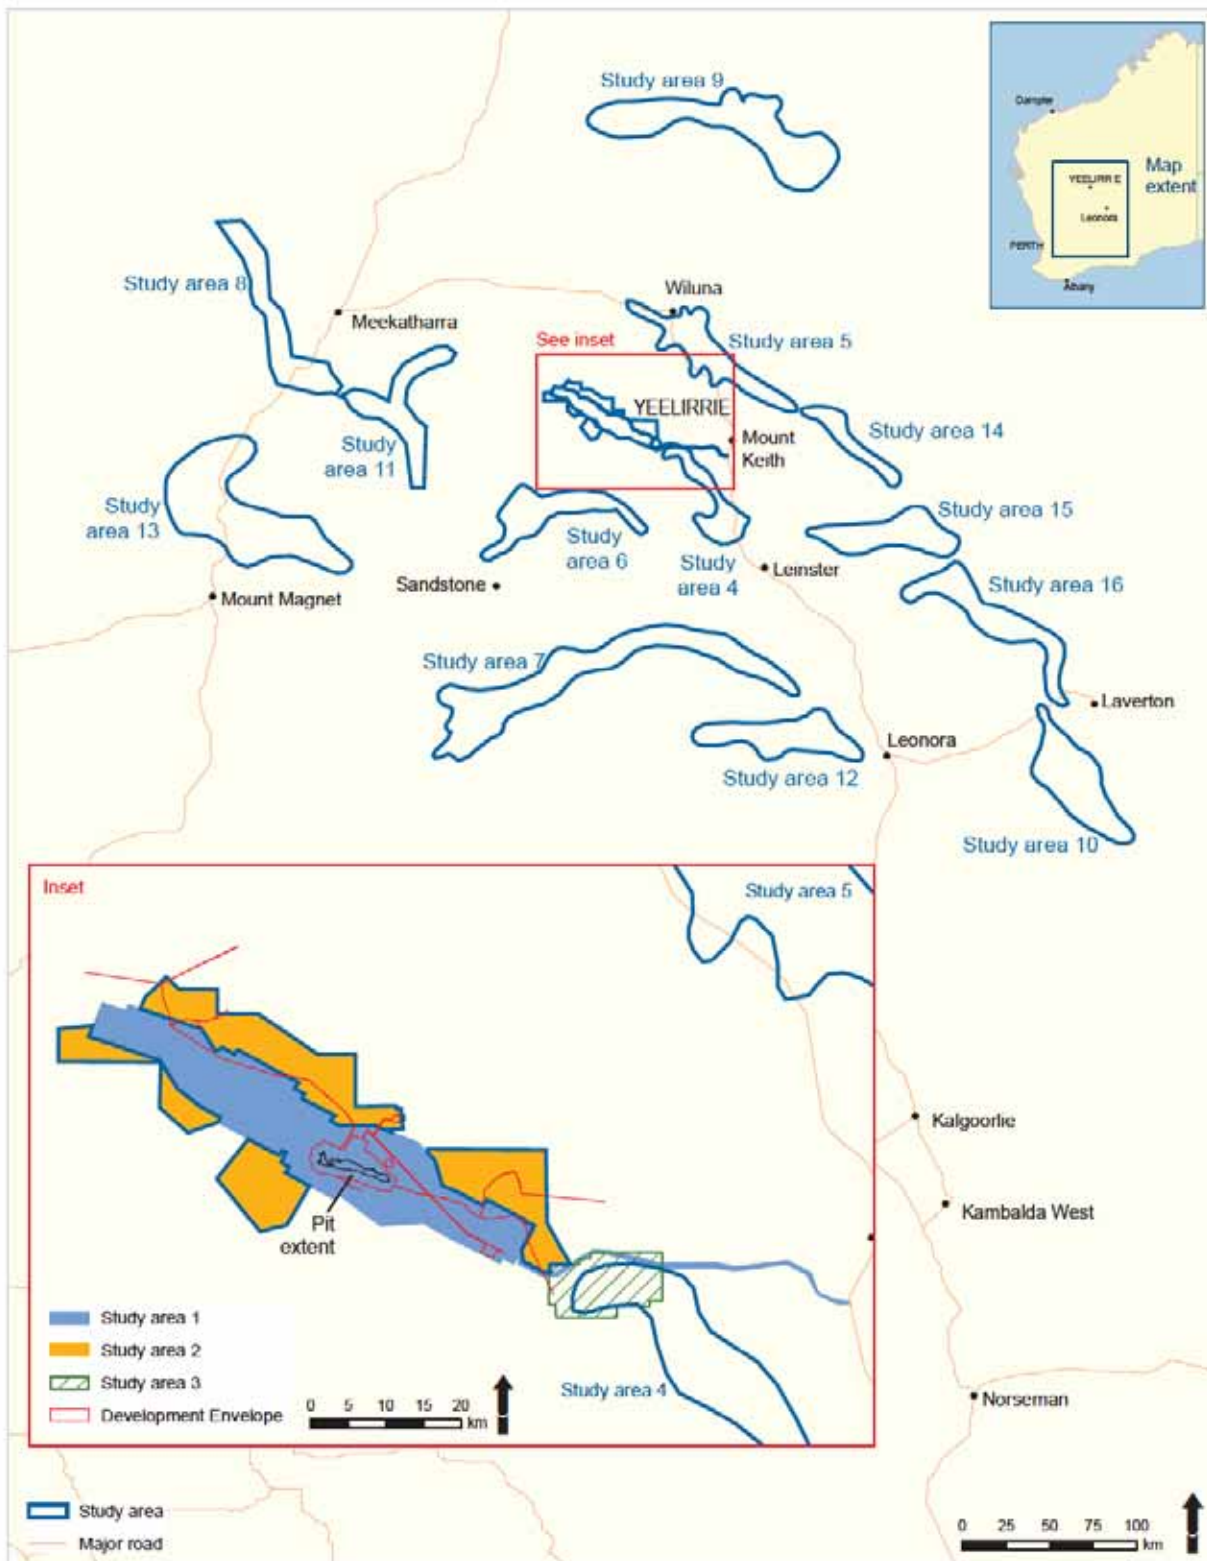 Study area 9
Dampier
Map
extent
YEELIRRIE
Leonora
PERTH
Albany
Study area 8
Meekatharra
Wiluna
See inset
Study area 5
YEELIRRIE
Mount
Keith
Study area 14
Study
area 11
Study
area 13
Study area 15
Study
area 6
Study
area 4
Leinster
Sandstone
Study area 16
Mount Magnet
Study area 7
Laverton
Leonora
Study area 12
Study area 10
Inset
Study area 5
Pit
extent
Kalgoorlie
Kambalda West
Study area 1
Study area 2
Study area 3
Development Envelope
0 5 10 15 20
km
Study area 4
Norseman
Study area
Major road
0 25 50 75 100
km